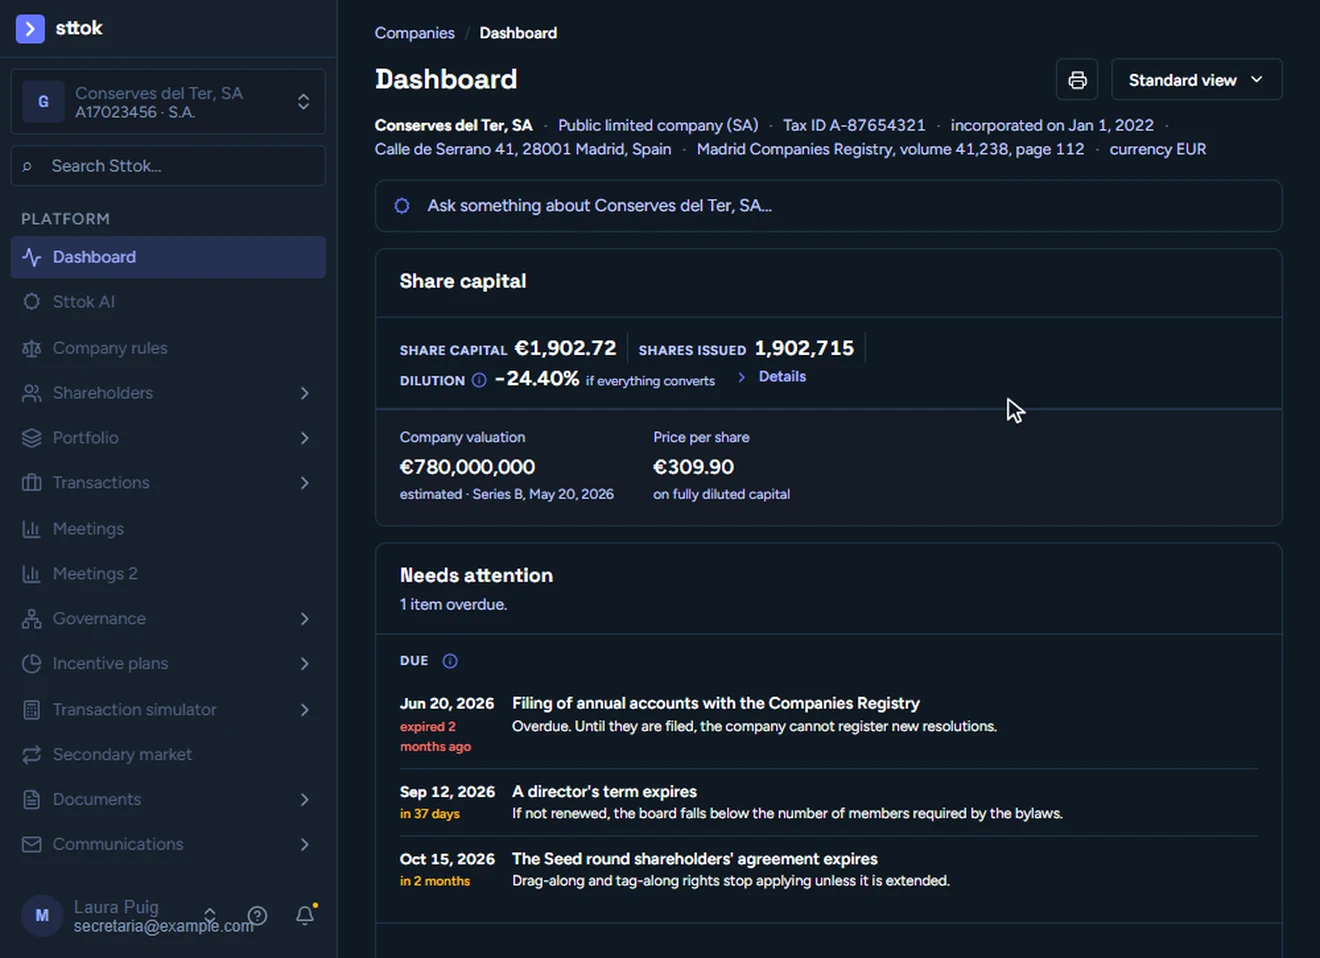 sttok
G
Conserves del Ter, SA
A17023456 · S.A.
Search Sttok...
PLATFORM
Dashboard
Sttok AI
Company rules
Shareholders
Portfolio
Transactions
Meetings
Meetings 2
Governance
Incentive plans
Transaction simulator
Secondary market
Documents
Communications
M
Laura Puig
secretaria@example.com
Companies / Dashboard
Dashboard
Standard view
Conserves del Ter, SA · Public limited company (SA) · Tax ID A-87654321 · incorporated on Jan 1, 2022 ·
Calle de Serrano 41, 28001 Madrid, Spain · Madrid Companies Registry, volume 41,238, page 112 · currency EUR
Ask something about Conserves del Ter, SA...
Share capital
SHARE CAPITAL €1,902.72 SHARES ISSUED 1,902,715
DILUTION -24.40% if everything converts > Details
Company valuation
€780,000,000
estimated · Series B, May 20, 2026
Price per share
€309.90
on fully diluted capital
Needs attention
1 item overdue.
DUE
Jun 20, 2026 Filing of annual accounts with the Companies Registry
expired 2 months ago
Overdue. Until they are filed, the company cannot register new resolutions.
Sep 12, 2026 A director's term expires
in 37 days If not renewed, the board falls below the number of members required by the bylaws.
Oct 15, 2026 The Seed round shareholders' agreement expires
in 2 months Drag-along and tag-along rights stop applying unless it is extended.